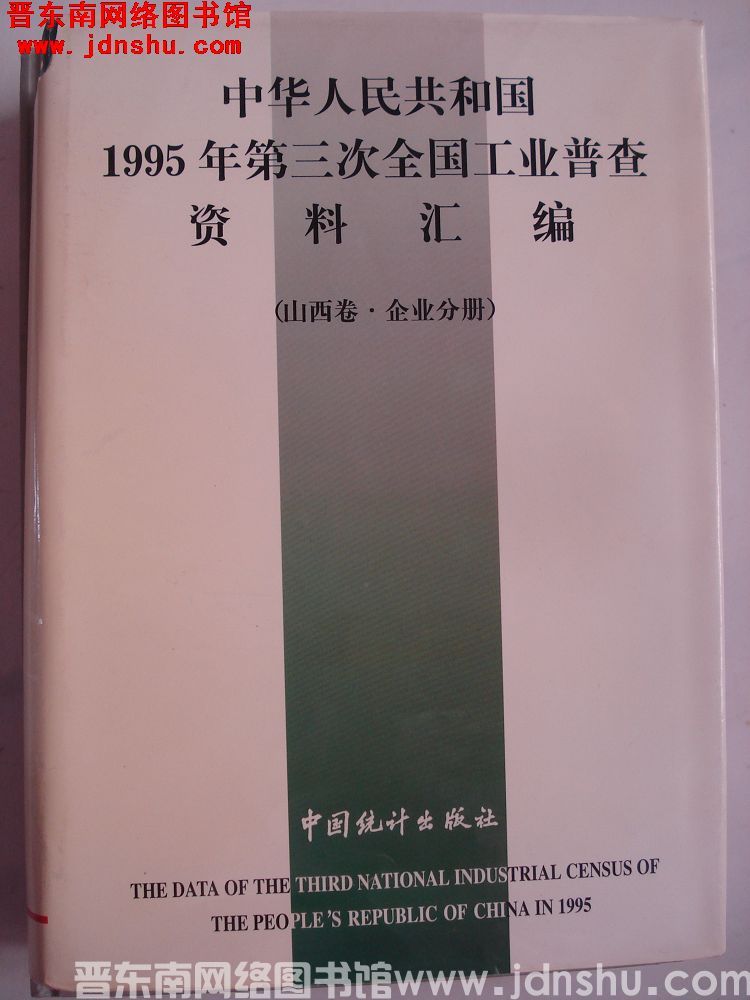 晋东南网络图书馆
www.jdnshu.com
中华人民共和国
1995年第三次全国工业普查
资料汇编
(山西卷·企业分册)
中国统计出版社
THE DATA OF THE THIRD NATIONAL INDUSTRIAL CENSUS OF
THE PEOPLE'S REPUBLIC OF CHINA IN 1995
晋东南网络图书馆www.jdnshu.com